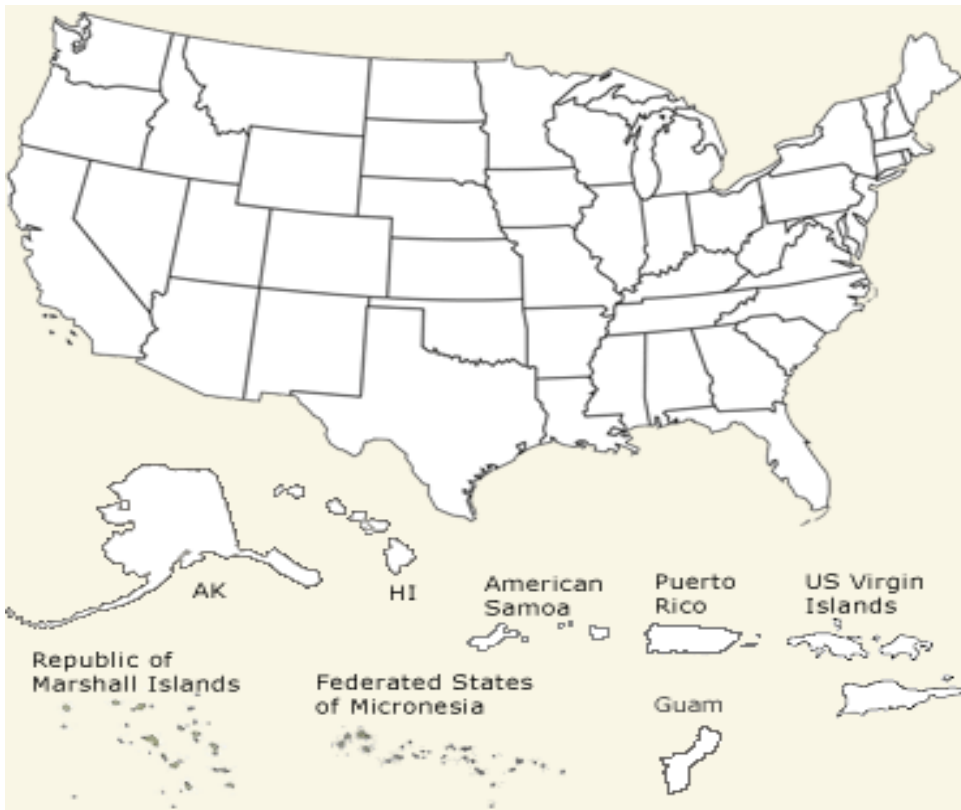 AK
HI
American
Samoa
Puerto
Rico
US Virgin
Islands
Republic of
Marshall Islands
Federated States
of Micronesia
Guam